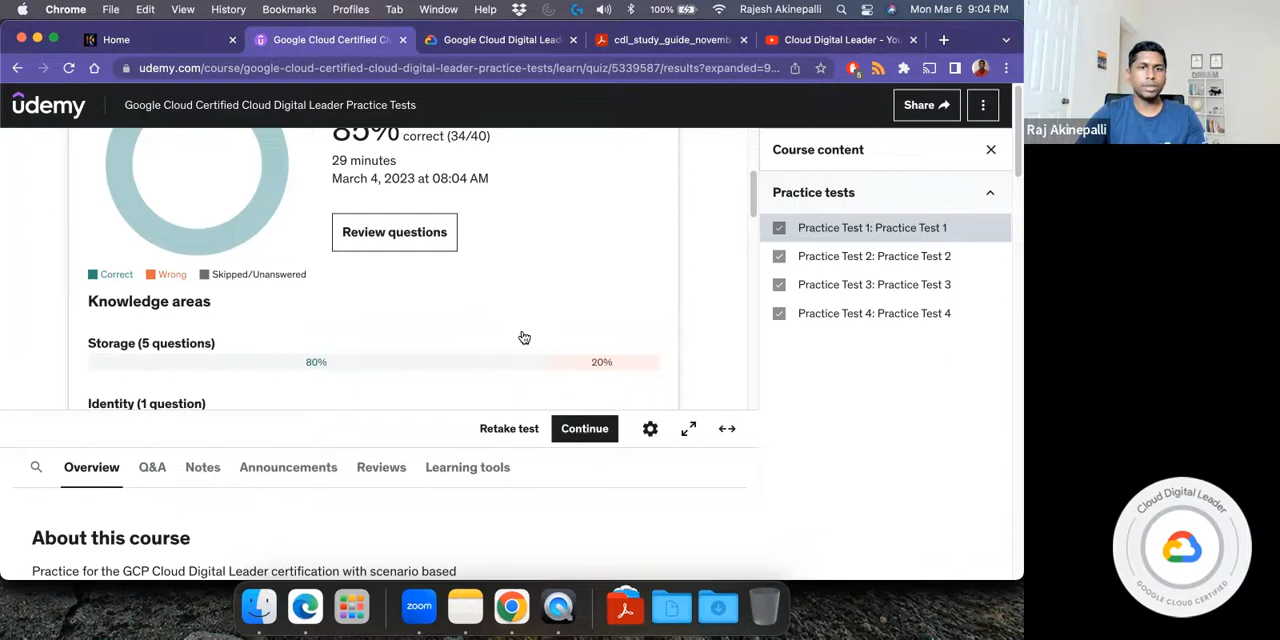 Chrome File Edit View History Bookmarks Profiles Tab Window Help 100% Rajesh Akinepalli Mon Mar 6 9:04 PM
Home Google Cloud Certified Cl Google Cloud Digital Lead cdl_study_guide_novemb Cloud Digital Leader - You
udemy.com/course/google-cloud-certified-cloud-digital-leader-practice-tests/learn/quiz/5339587/results?expanded=9... 5
udemy Google Cloud Certified Cloud Digital Leader Practice Tests Share
DREAM
Raj Akinepalli
85% correct (34/40)
29 minutes
March 4, 2023 at 08:04 AM
Review questions
Correct Wrong Skipped/Unanswered
Knowledge areas
Storage (5 questions)
80% 20%
Identity (1 question)
Course content
Practice tests
Practice Test 1: Practice Test 1
Practice Test 2: Practice Test 2
Practice Test 3: Practice Test 3
Practice Test 4: Practice Test 4
Retake test Continue
Overview Q&A Notes Announcements Reviews Learning tools
About this course
Practice for the GCP Cloud Digital Leader certification with scenario based
zoom
Cloud Digital Leader
GOOGLE CLOUD CERTIFIED